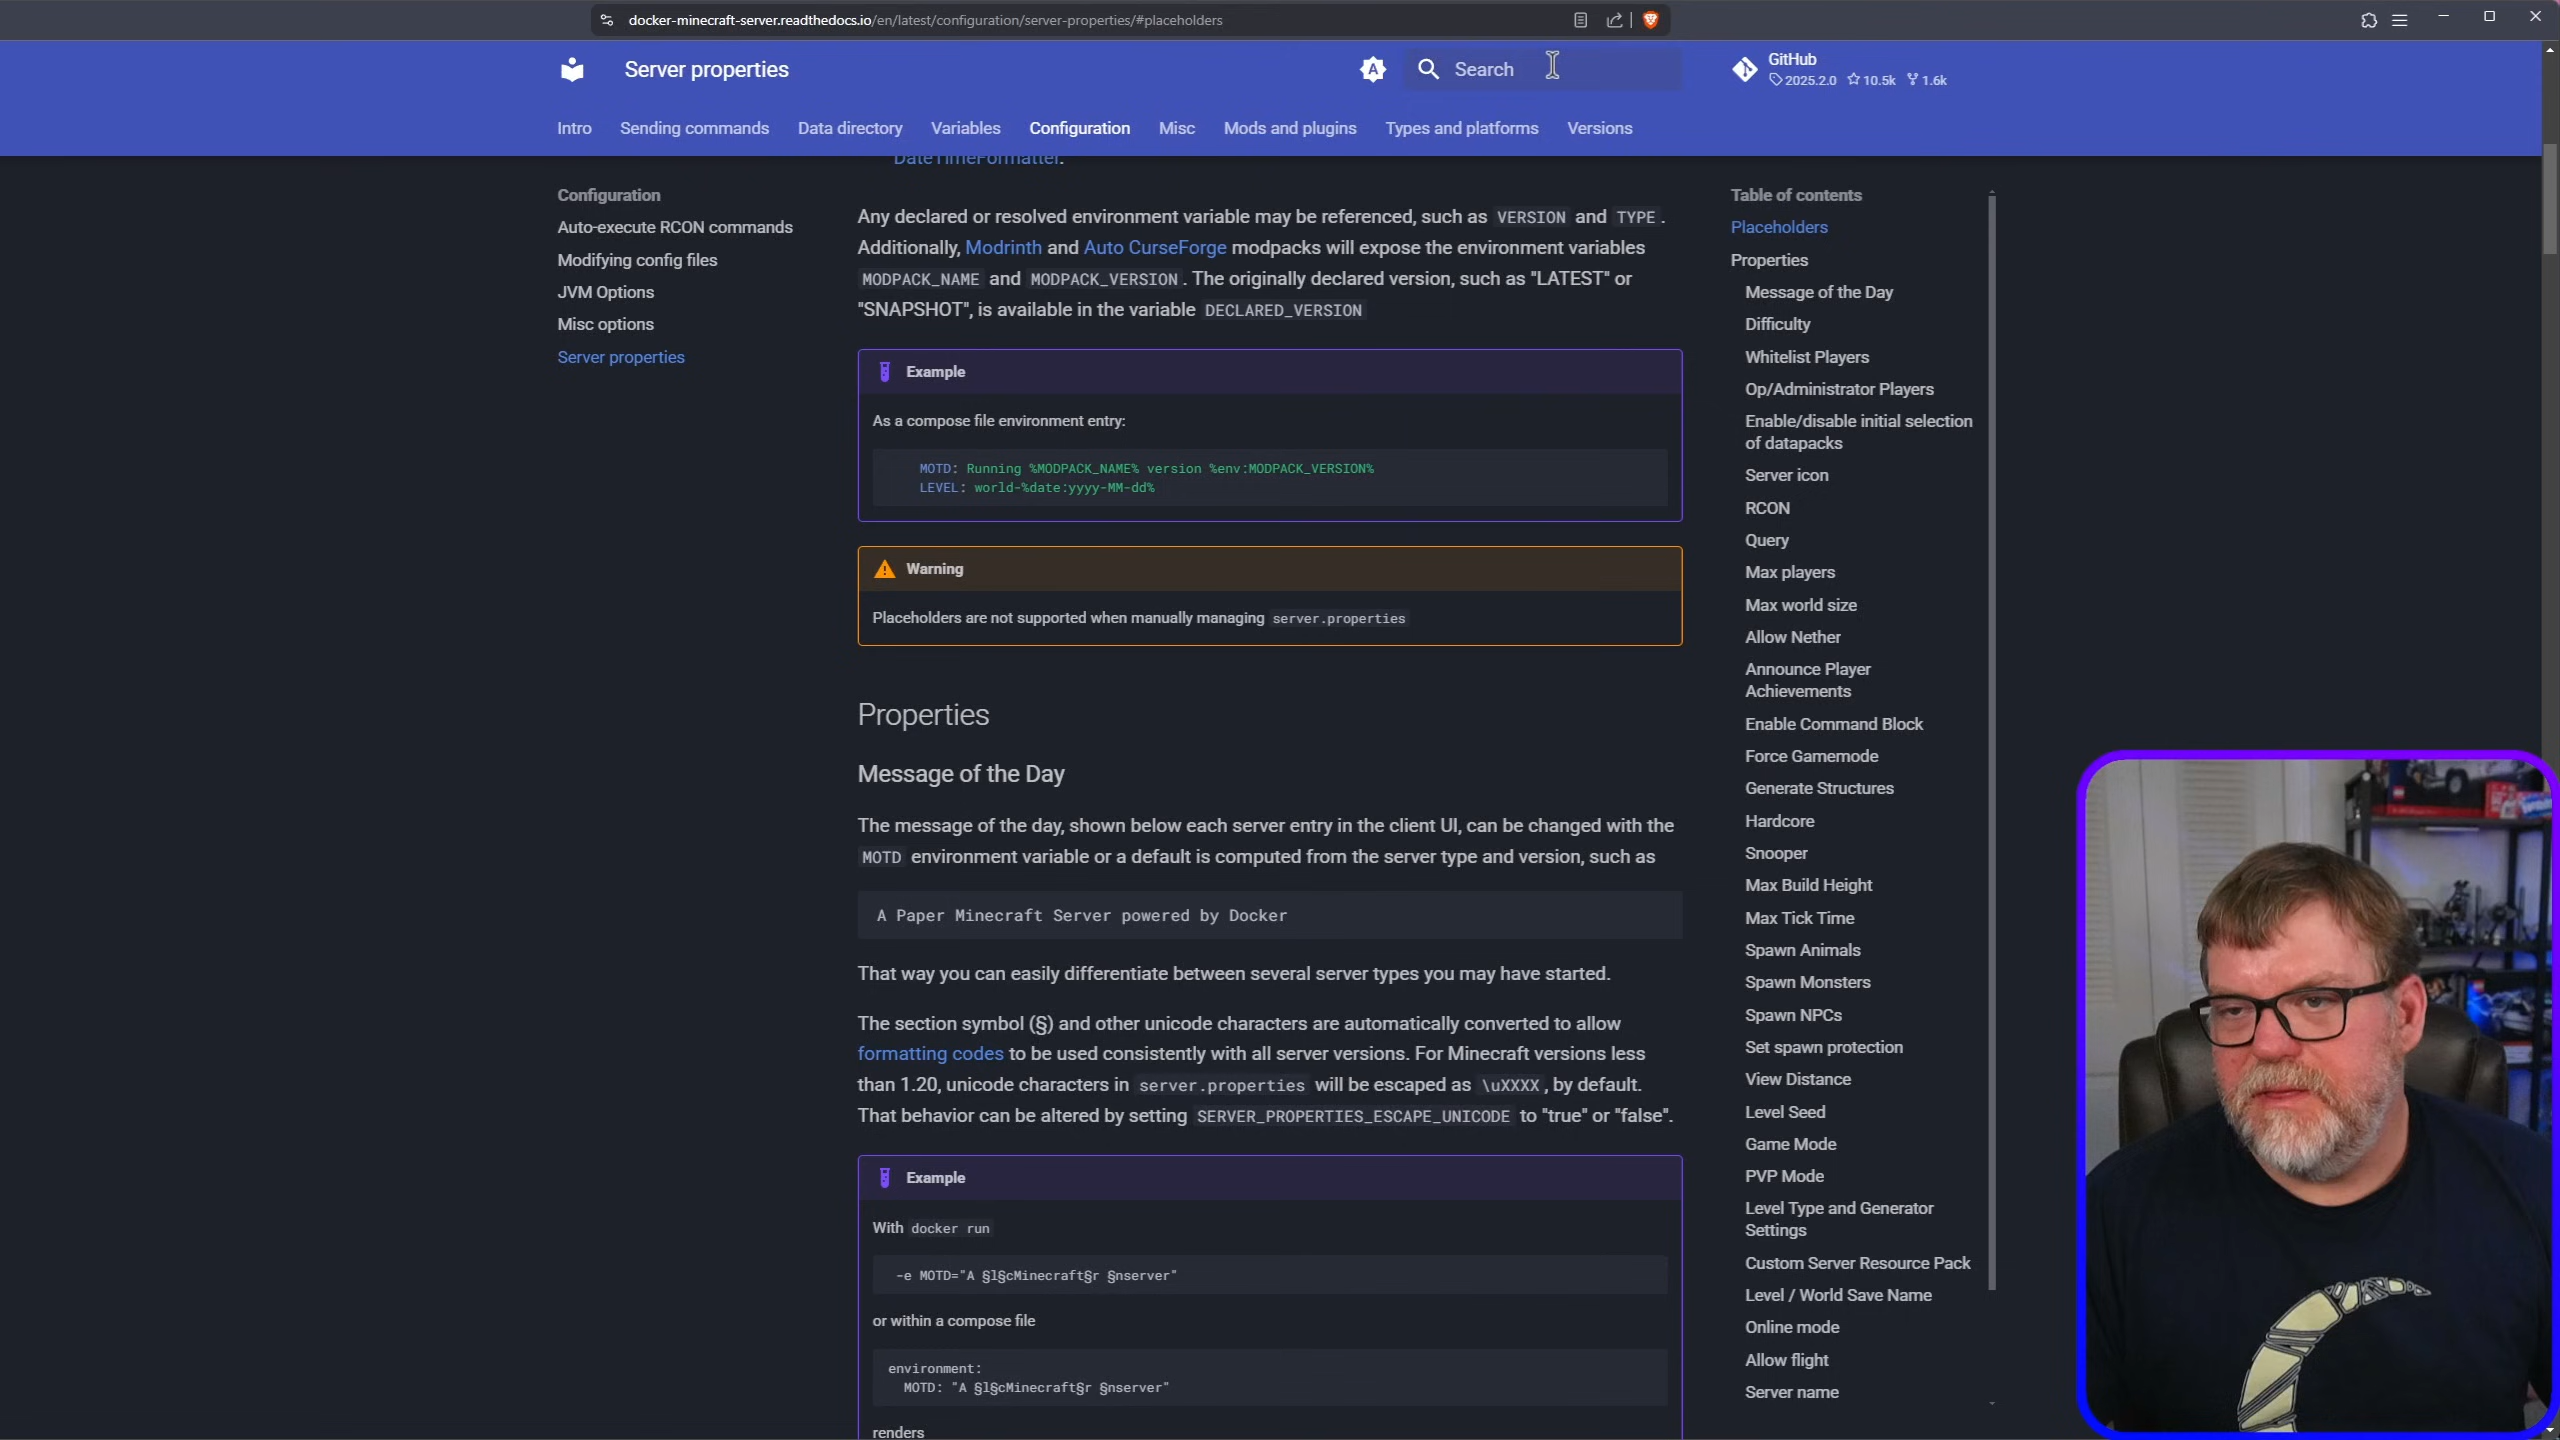 docker-minecraft-server.readthedocs.io/en/latest/configuration/server-properties/#placeholders
Server properties
Search
GitHub
2025.2.0 10.5k 1.6k
Intro Sending commands Data directory Variables Configuration Misc Mods and plugins Types and platforms Versions
Configuration
Auto-execute RCON commands
Modifying config files
JVM Options
Misc options
Server properties
DateTimeFormatter.
Any declared or resolved environment variable may be referenced, such as VERSION and TYPE.
Additionally, Modrinth and Auto CurseForge modpacks will expose the environment variables
MODPACK_NAME and MODPACK_VERSION. The originally declared version, such as "LATEST" or
"SNAPSHOT", is available in the variable DECLARED_VERSION
Example
As a compose file environment entry:
MOTD: Running %MODPACK_NAME% version %env:MODPACK_VERSION%
LEVEL: world-%date:yyyy-MM-dd%
Warning
Placeholders are not supported when manually managing server.properties
Properties
Message of the Day
The message of the day, shown below each server entry in the client UI, can be changed with the
MOTD environment variable or a default is computed from the server type and version, such as
A Paper Minecraft Server powered by Docker
That way you can easily differentiate between several server types you may have started.
The section symbol (§) and other unicode characters are automatically converted to allow
formatting codes to be used consistently with all server versions. For Minecraft versions less
than 1.20, unicode characters in server.properties will be escaped as \uXXXX, by default.
That behavior can be altered by setting SERVER_PROPERTIES_ESCAPE_UNICODE to "true" or "false".
Example
With docker run
-e MOTD="A §l§cMinecraft§r §nserver"
or within a compose file
environment:
MOTD: "A §l§cMinecraft§r §nserver"
renders
Table of contents
Placeholders
Properties
Message of the Day
Difficulty
Whitelist Players
Op/Administrator Players
Enable/disable initial selection
of datapacks
Server icon
RCON
Query
Max players
Max world size
Allow Nether
Announce Player
Achievements
Enable Command Block
Force Gamemode
Generate Structures
Hardcore
Snooper
Max Build Height
Max Tick Time
Spawn Animals
Spawn Monsters
Spawn NPCs
Set spawn protection
View Distance
Level Seed
Game Mode
PVP Mode
Level Type and Generator
Settings
Custom Server Resource Pack
Level / World Save Name
Online mode
Allow flight
Server name